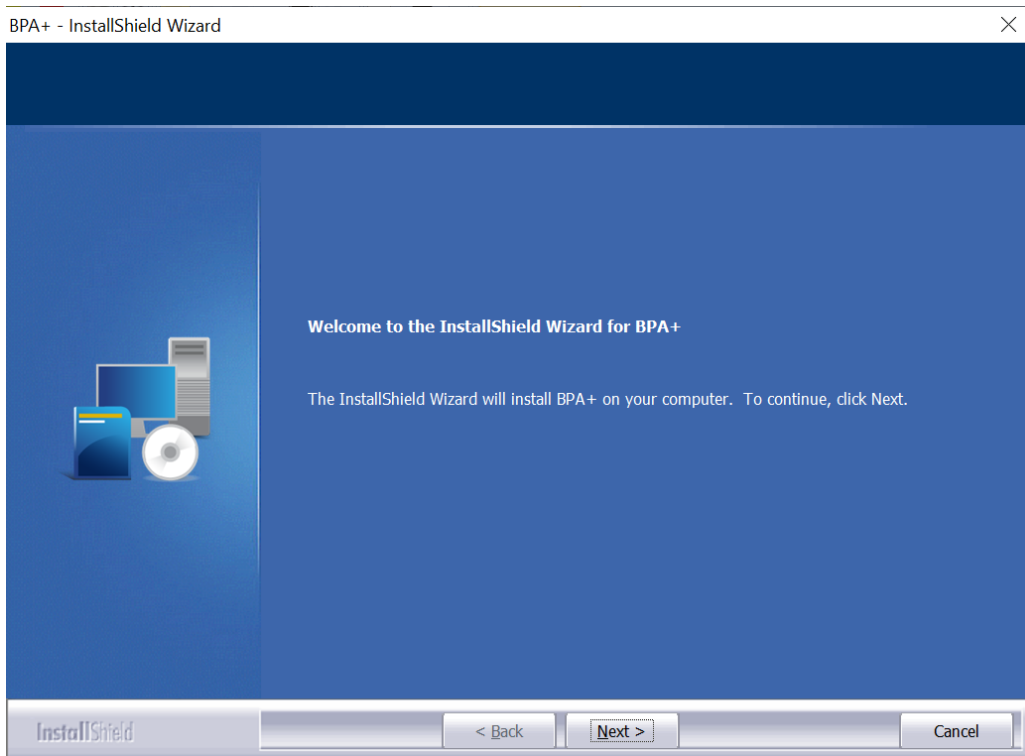 BPA+ - InstallShield Wizard
Welcome to the InstallShield Wizard for BPA+
The InstallShield Wizard will install BPA+ on your computer. To continue, click Next.
InstallShield
< Back
Next >
Cancel